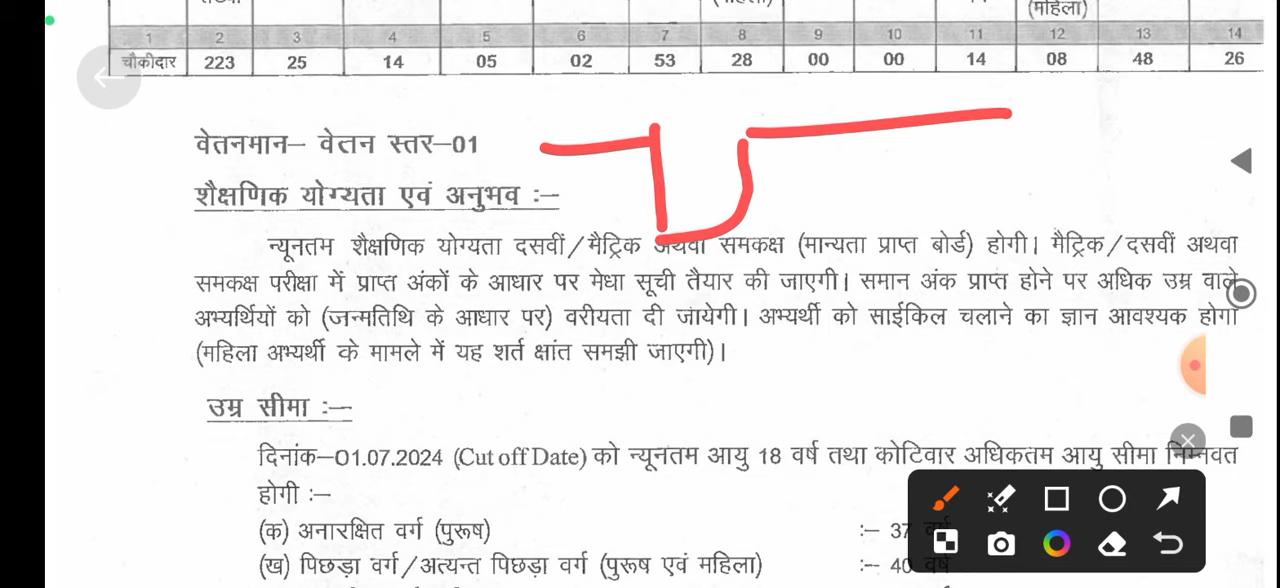 (महिला)
1 2 3 4 5 6 7 8 9 10 11 12 13 14
चौकीदार 223 25 14 05 02 53 28 00 00 14 08 48 26
वेतनमान– वेतन स्तर–01
शैक्षणिक योग्यता एवं अनुभव :–
न्यूनतम शैक्षणिक योग्यता दसवीं/मैट्रिक अथवा समकक्ष (मान्यता प्राप्त बोर्ड) होगी। मैट्रिक/दसवीं अथवा
समकक्ष परीक्षा में प्राप्त अंकों के आधार पर मेधा सूची तैयार की जाएगी। समान अंक प्राप्त होने पर अधिक उम्र वाले
अभ्यर्थियों को (जन्मतिथि के आधार पर) वरीयता दी जायेगी। अभ्यर्थी को साईकिल चलाने का ज्ञान आवश्यक होगा
(महिला अभ्यर्थी के मामले में यह शर्त क्षांत समझी जाएगी)।
उम्र सीमा :–
दिनांक–01.07.2024 (Cut off Date) को न्यूनतम आयु 18 वर्ष तथा कोटिवार अधिकतम आयु सीमा निम्नवत
होगी :–
(क) अनारक्षित वर्ग (पुरूष) :– 37 वर्ष
(ख) पिछड़ा वर्ग/अत्यन्त पिछड़ा वर्ग (पुरूष एवं महिला) :– 40 वर्ष